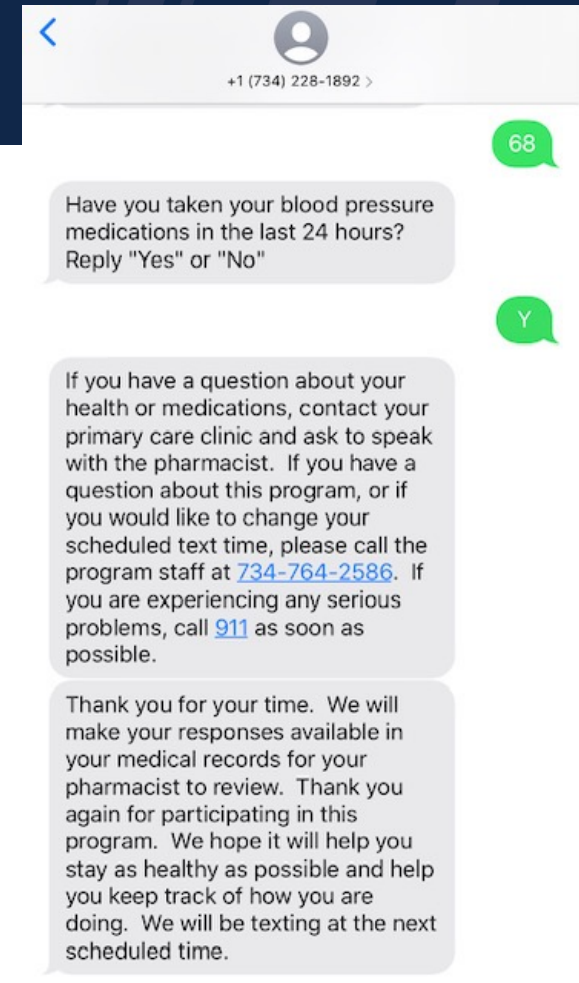 +1 (734) 228-1892 >
68
Have you taken your blood pressure
medications in the last 24 hours?
Reply "Yes" or "No"
Y
If you have a question about your
health or medications, contact your
primary care clinic and ask to speak
with the pharmacist.  If you have a
question about this program, or if
you would like to change your
scheduled text time, please call the
program staff at 734-764-2586.  If
you are experiencing any serious
problems, call 911 as soon as
possible.
Thank you for your time.  We will
make your responses available in
your medical records for your
pharmacist to review.  Thank you
again for participating in this
program.  We hope it will help you
stay as healthy as possible and help
you keep track of how you are
doing.  We will be texting at the next
scheduled time.